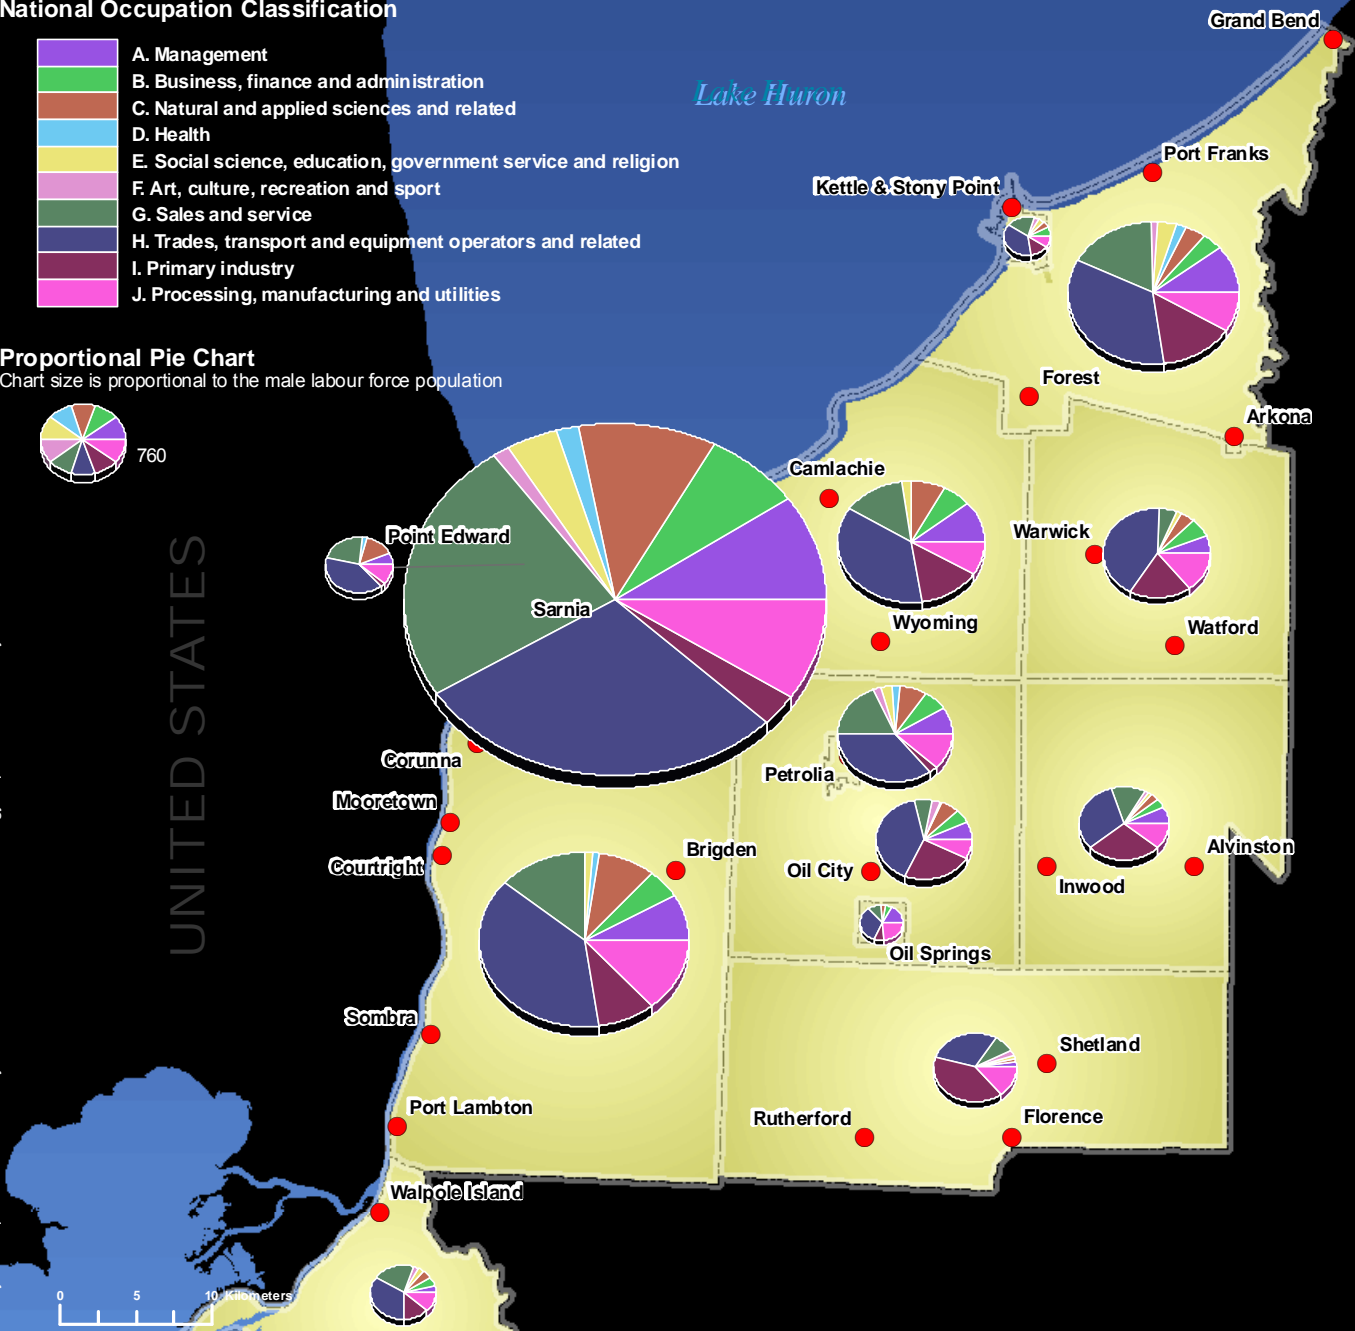 National Occupation Classification
A. Management
B. Business, finance and administration
C. Natural and applied sciences and related
D. Health
E. Social science, education, government service and religion
F. Art, culture, recreation and sport
G. Sales and service
H. Trades, transport and equipment operators and related
I. Primary industry
J. Processing, manufacturing and utilities
Proportional Pie Chart
Chart size is proportional to the male labour force population
760
UNITED STATES
Lake Huron
Grand Bend
Port Franks
Kettle & Stony Point
Forest
Arkona
Camlachie
Warwick
Point Edward
Sarnia
Wyoming
Watford
Corunna
Petrolia
Mooretown
Courtright
Brigden
Oil City
Alvinston
Inwood
Oil Springs
Sombra
Shetland
Port Lambton
Rutherford
Florence
Walpole Island
0 5 10 Kilometers